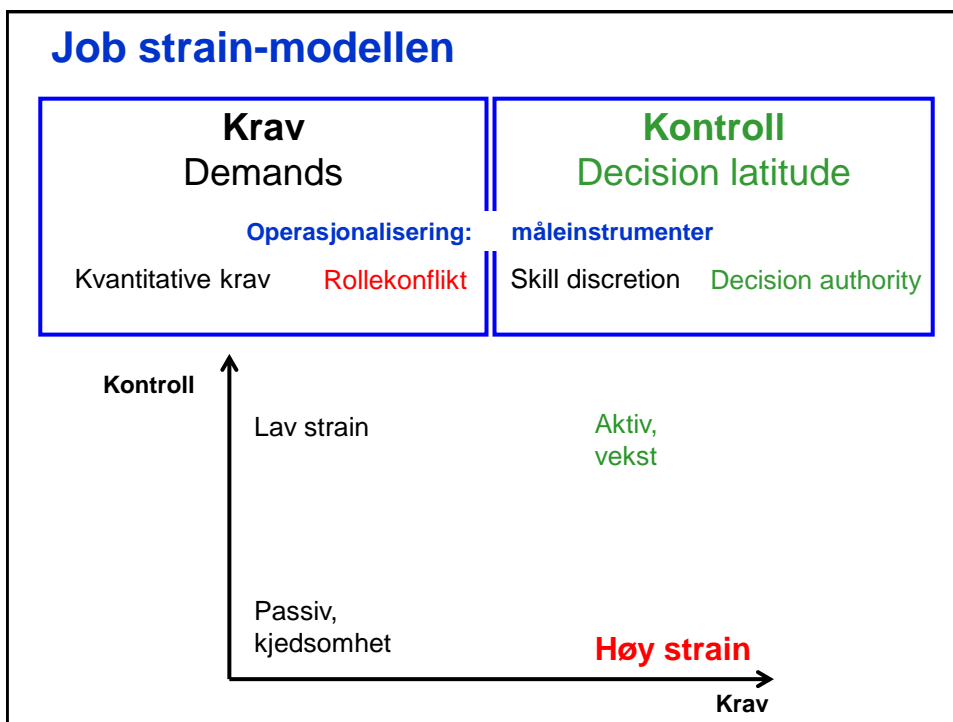 Job strain-modellen
Krav
Demands
Kontroll
Decision latitude
Operasjonalisering: måleinstrumenter
Kvantitative krav Rollekonflikt Skill discretion Decision authority
Kontroll
Lav strain
Aktiv,
vekst
Passiv,
kjedsomhet
Høy strain
Krav